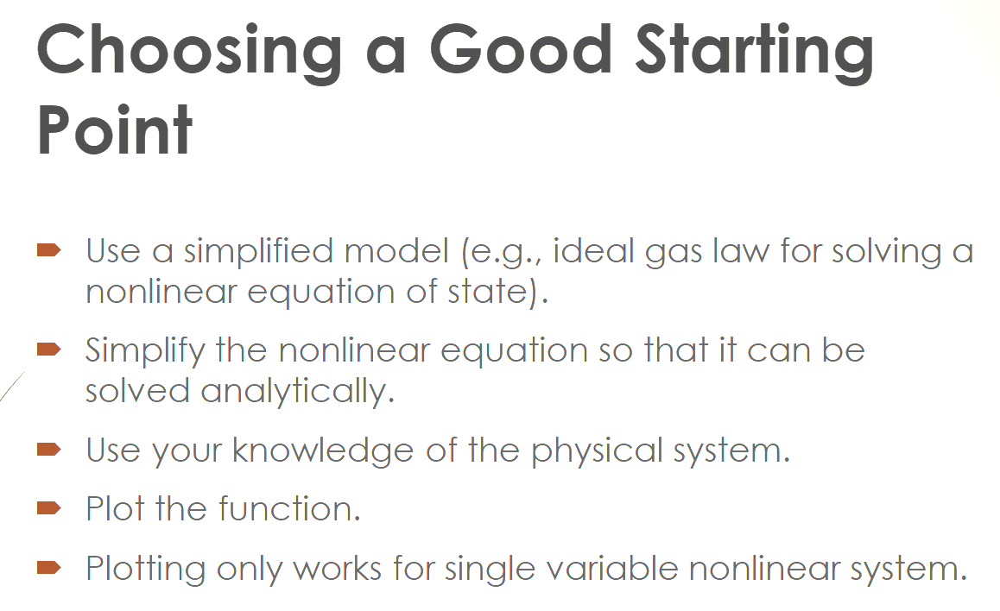 Choosing a Good Starting
Point
Use a simplified model (e.g., ideal gas law for solving a
nonlinear equation of state).
Simplify the nonlinear equation so that it can be
solved analytically.
Use your knowledge of the physical system.
Plot the function.
Plotting only works for single variable nonlinear system.